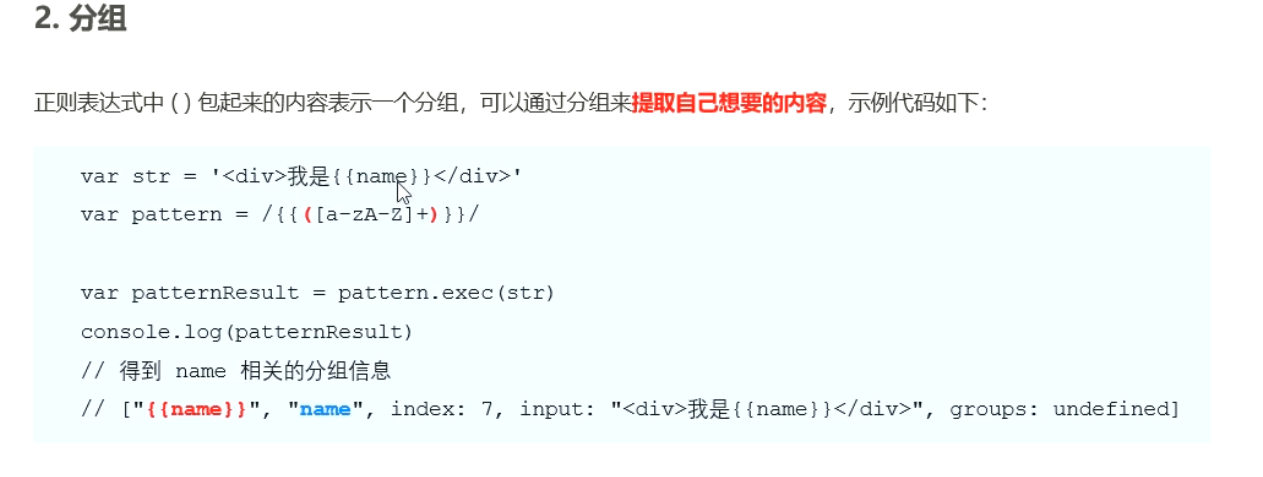 2. 分组
正则表达式中 ( ) 包起来的内容表示一个分组，可以通过分组来提取自己想要的内容，示例代码如下：
var str = '<div>我是{{name}}</div>'
var pattern = /{{([a-zA-Z]+)}}/
var patternResult = pattern.exec(str)
console.log(patternResult)
// 得到 name 相关的分组信息
// ["{{name}}", "name", index: 7, input: "<div>我是{{name}}</div>", groups: undefined]